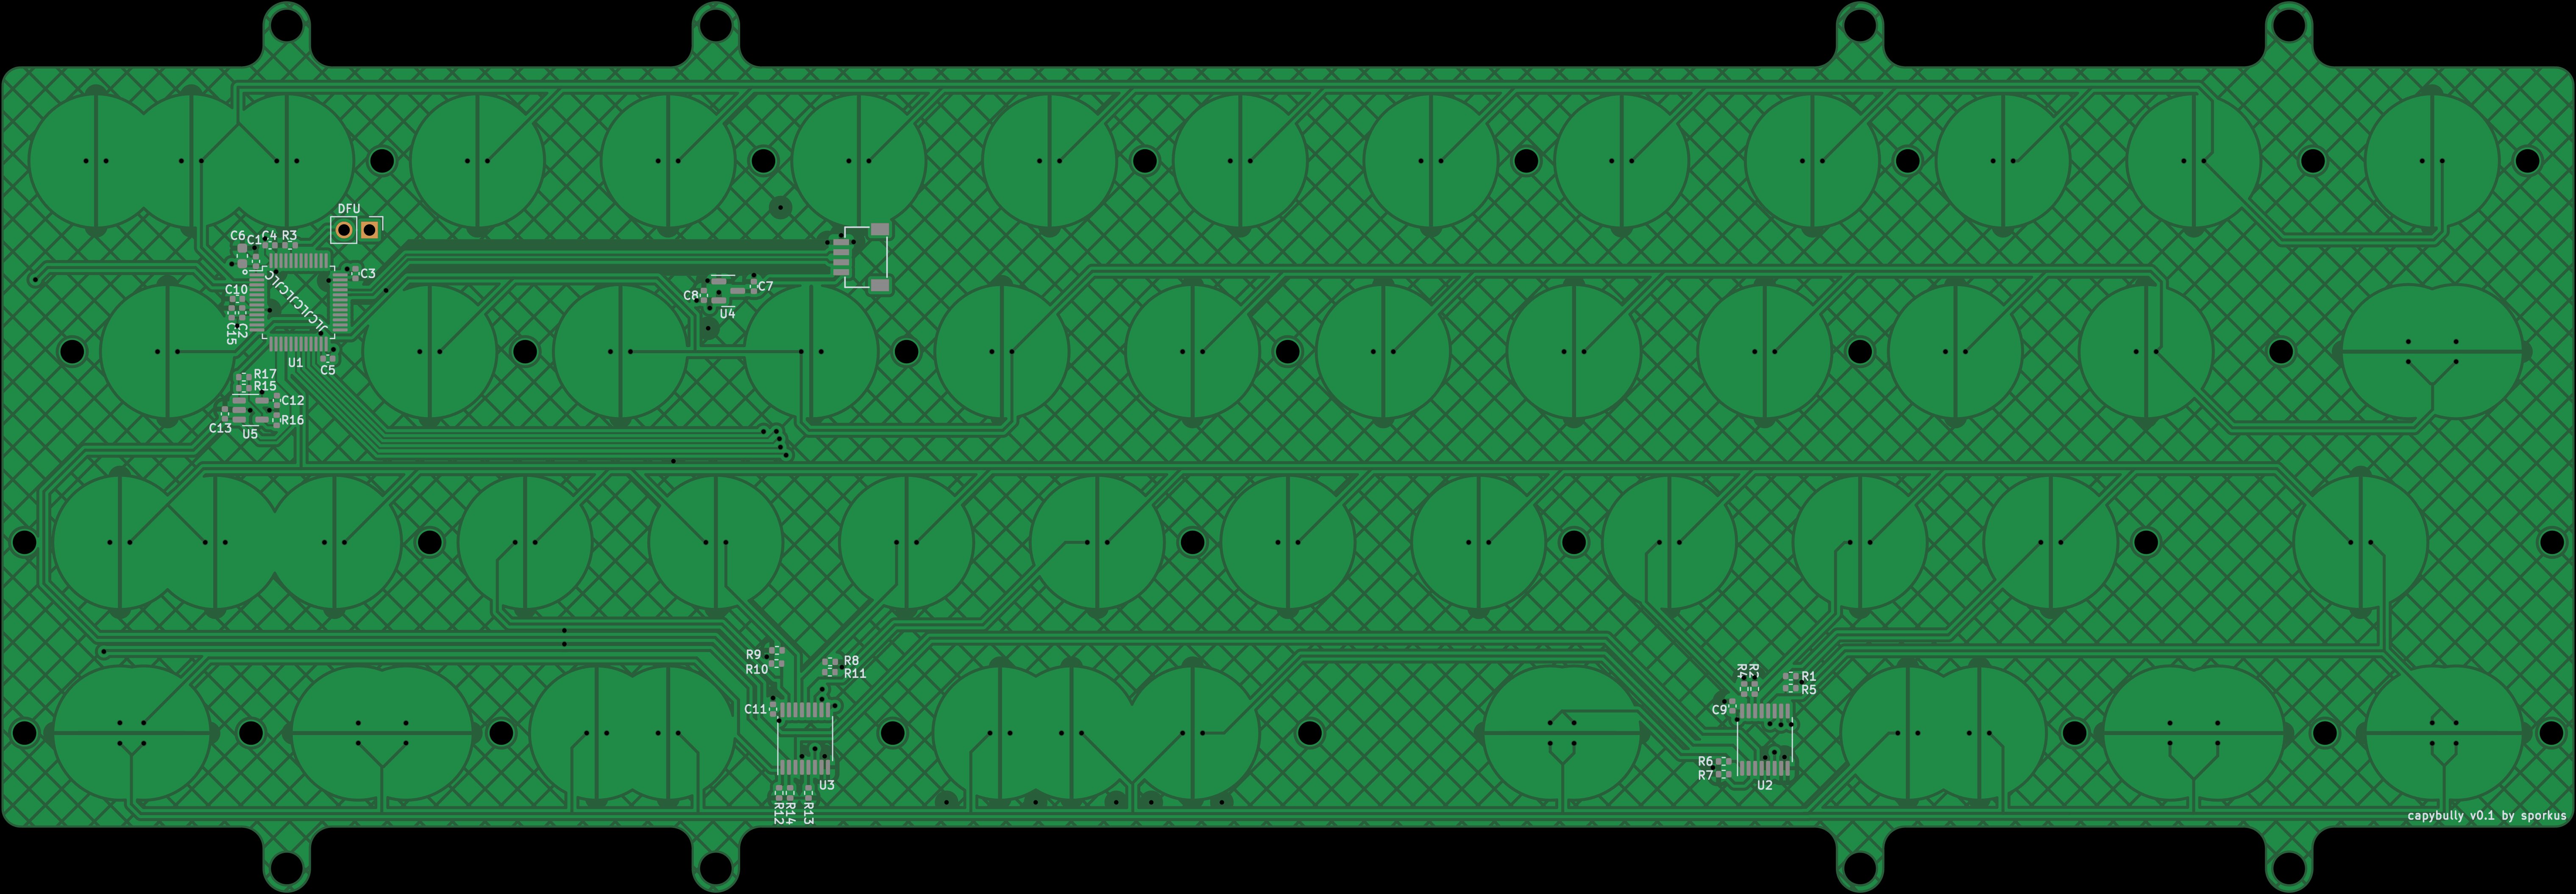 DFU
C6
C1
C4
R3
C3
C10
JLCJLCJLCJLC
C15
C2
U1
C5
C8
C7
U4
R17
R15
C12
R16
C13
U5
R9
R10
R8
R11
C11
U3
R12
R14
R13
R1
R5
C9
R6
R7
U2
capybully v0.1 by sporkus